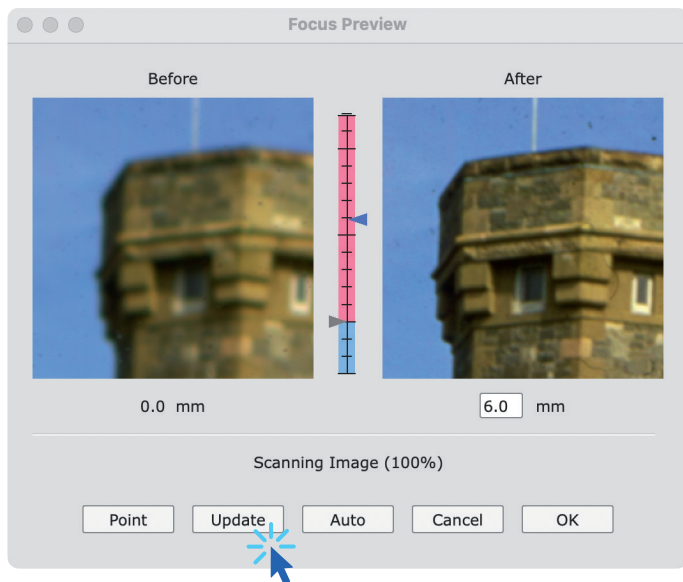 Focus Preview
Before After
0.0 mm 6.0 mm
Scanning Image (100%)
Point Update Auto Cancel OK